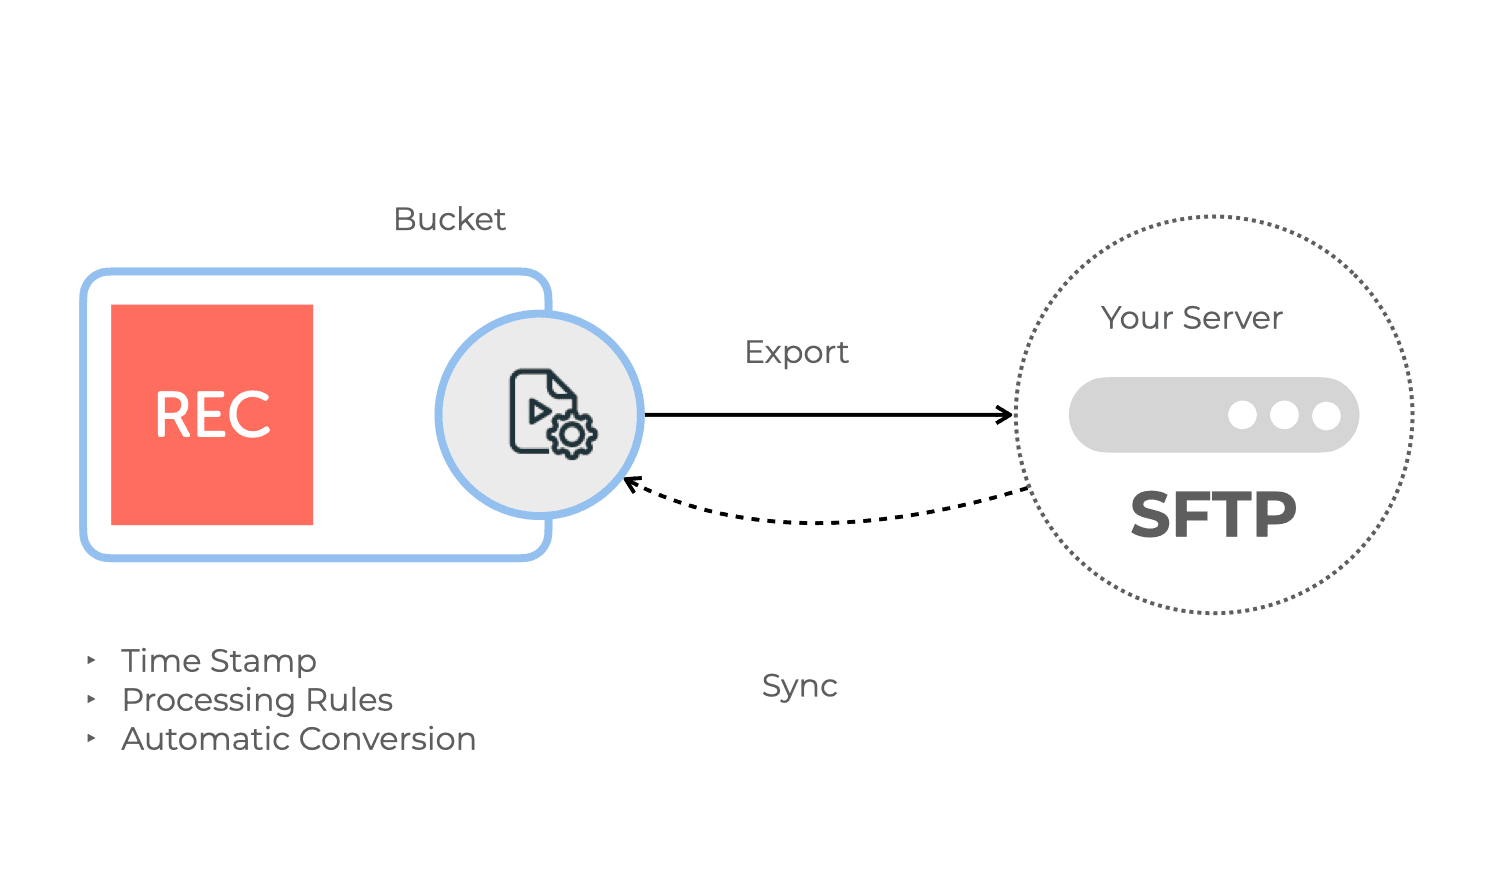 Bucket
REC
Export
Your Server
SFTP
Time Stamp
Processing Rules
Automatic Conversion
Sync